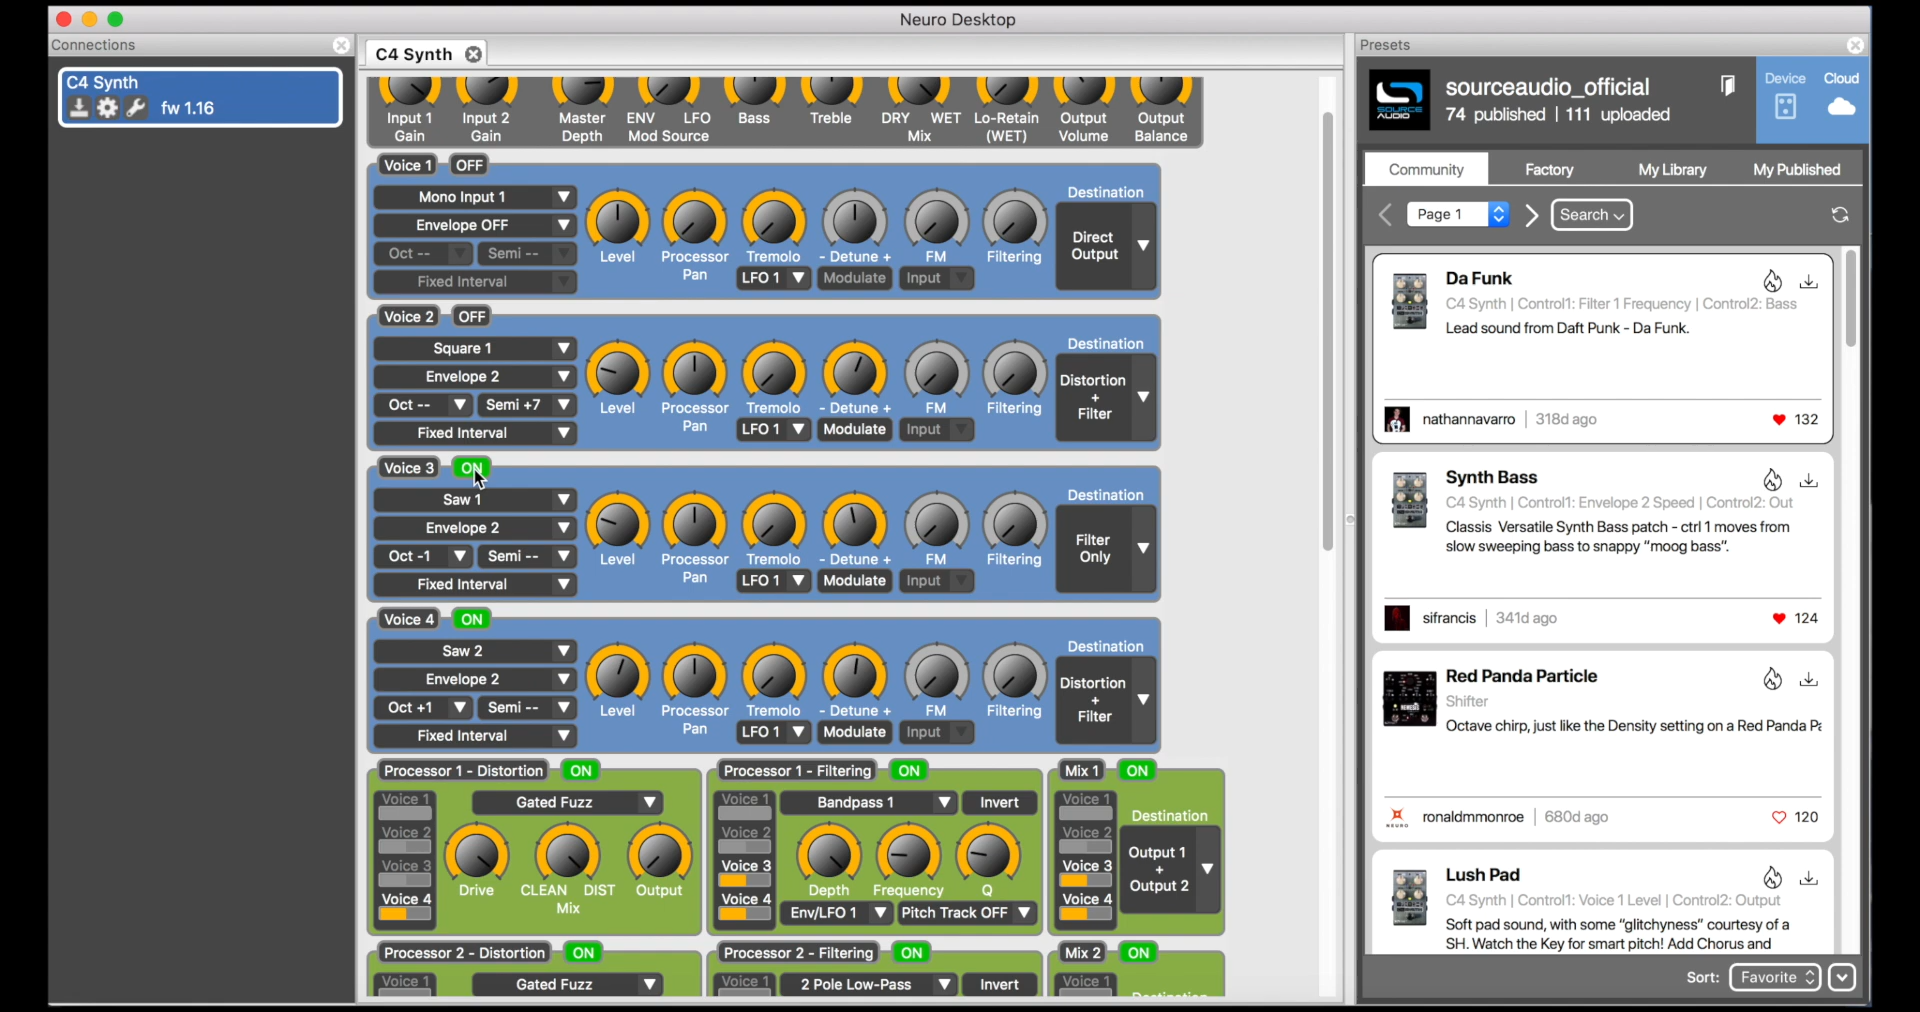 Neuro Desktop
Connections
C4 Synth
fw 1.16
C4 Synth
Input 1 Gain
Input 2 Gain
Master Depth
ENV LFO
Mod Source
Bass
Treble
DRY WET
Mix
Lo-Retain (WET)
Output Volume
Output Balance
Voice 1 OFF
Mono Input 1
Envelope OFF
Oct -- Semi --
Fixed Interval
Level
Processor Pan
Tremolo
LFO 1
- Detune +
Modulate
FM
Input
Filtering
Destination
Direct Output
Voice 2 OFF
Square 1
Envelope 2
Oct -- Semi +7
Fixed Interval
Level
Processor Pan
Tremolo
LFO 1
- Detune +
Modulate
FM
Input
Filtering
Destination
Distortion + Filter
Voice 3 ON
Saw 1
Envelope 2
Oct -1 Semi --
Fixed Interval
Level
Processor Pan
Tremolo
LFO 1
- Detune +
Modulate
FM
Input
Filtering
Destination
Filter Only
Voice 4 ON
Saw 2
Envelope 2
Oct +1 Semi --
Fixed Interval
Level
Processor Pan
Tremolo
LFO 1
- Detune +
Modulate
FM
Input
Filtering
Destination
Distortion + Filter
Processor 1 - Distortion ON
Voice 1
Voice 2
Voice 3
Voice 4
Gated Fuzz
Drive
CLEAN DIST
Mix
Output
Processor 1 - Filtering ON
Voice 1
Voice 2
Voice 3
Voice 4
Bandpass 1 Invert
Depth Frequency Q
Env/LFO 1 Pitch Track OFF
Mix 1 ON
Voice 1
Voice 2
Voice 3
Voice 4
Destination
Output 1 + Output 2
Processor 2 - Distortion ON
Voice 1
Gated Fuzz
Processor 2 - Filtering ON
Voice 1
2 Pole Low-Pass Invert
Mix 2 ON
Voice 1
Destination
Presets
SOURCE AUDIO
sourceaudio_official
74 published | 111 uploaded
Device Cloud
Community Factory My Library My Published
Page 1 Search
Da Funk
C4 Synth | Control1: Filter 1 Frequency | Control2: Bass
Lead sound from Daft Punk - Da Funk.
nathannavarro | 318d ago 132
Synth Bass
C4 Synth | Control1: Envelope 2 Speed | Control2: Out
Classis Versatile Synth Bass patch - ctrl 1 moves from
slow sweeping bass to snappy “moog bass”.
sifrancis | 341d ago 124
Red Panda Particle
Shifter
Octave chirp, just like the Density setting on a Red Panda Pa
NEURO
ronaldmmonroe | 680d ago 120
Lush Pad
C4 Synth | Control1: Voice 1 Level | Control2: Output
Soft pad sound, with some “glitchyness” courtesy of a
SH. Watch the Key for smart pitch! Add Chorus and
Sort: Favorite